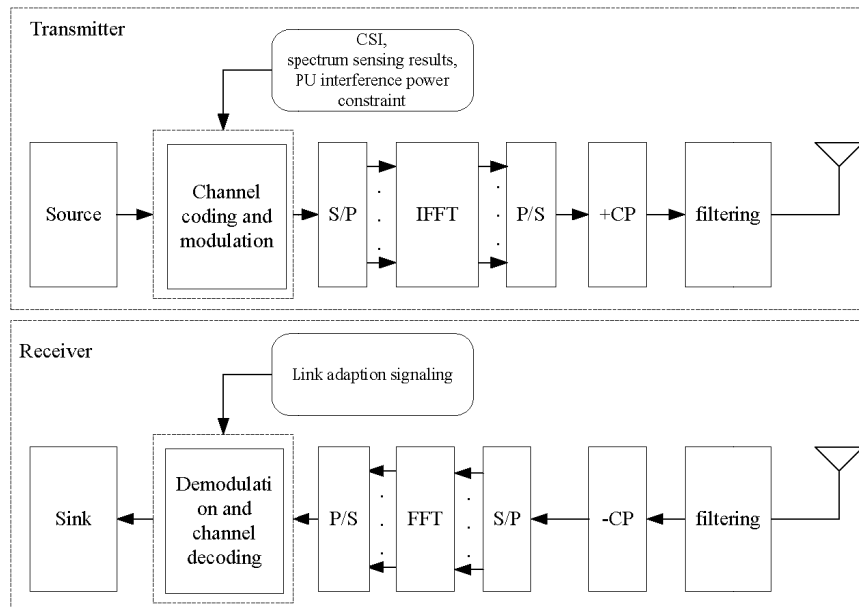 Transmitter
CSI,
spectrum sensing results,
PU interference power
constraint
Source
Channel
coding and
modulation
S/P
IFFT
P/S
+CP
filtering
Receiver
Link adaption signaling
Sink
Demodulati
on and
channel
decoding
P/S
FFT
S/P
-CP
filtering